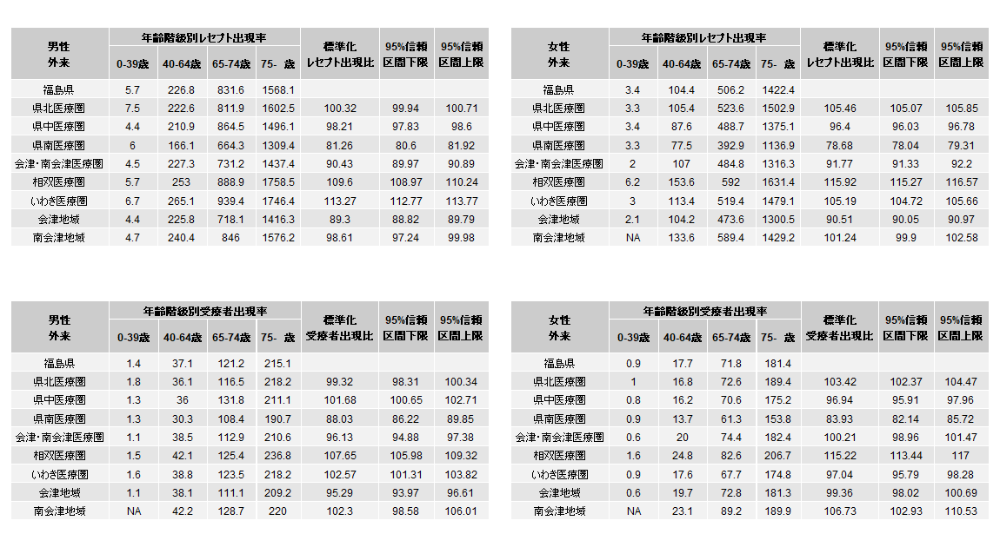 男性 外来 年齢階級別レセプト出現率 標準化 レセプト出現比 95%信頼 区間下限 95%信頼 区間上限
0-39歳 40-64歳 65-74歳 75- 歳
福島県 5.7 226.8 831.6 1568.1
県北医療圏 7.5 222.6 811.9 1602.5 100.32 99.94 100.71
県中医療圏 4.4 210.9 864.5 1496.1 98.21 97.83 98.6
県南医療圏 6 166.1 664.3 1309.4 81.26 80.6 81.92
会津・南会津医療圏 4.5 227.3 731.2 1437.4 90.43 89.97 90.89
相双医療圏 5.7 253 888.9 1758.5 109.6 108.97 110.24
いわき医療圏 6.7 265.1 939.4 1746.4 113.27 112.77 113.77
会津地域 4.4 225.8 718.1 1416.3 89.3 88.82 89.79
南会津地域 4.7 240.4 846 1576.2 98.61 97.24 99.98
女性 外来 年齢階級別レセプト出現率 標準化 レセプト出現比 95%信頼 区間下限 95%信頼 区間上限
0-39歳 40-64歳 65-74歳 75- 歳
福島県 3.4 104.4 506.2 1422.4
県北医療圏 3.3 105.4 523.6 1502.9 105.46 105.07 105.85
県中医療圏 3.4 87.6 488.7 1375.1 96.4 96.03 96.78
県南医療圏 3.3 77.5 392.9 1136.9 78.68 78.04 79.31
会津・南会津医療圏 2 107 484.8 1316.3 91.77 91.33 92.2
相双医療圏 6.2 153.6 592 1631.4 115.92 115.27 116.57
いわき医療圏 3 113.4 519.4 1479.1 105.19 104.72 105.66
会津地域 2.1 104.2 473.6 1300.5 90.51 90.05 90.97
南会津地域 NA 133.6 589.4 1429.2 101.24 99.9 102.58
男性 外来 年齢階級別受療者出現率 標準化 受療者出現比 95%信頼 区間下限 95%信頼 区間上限
0-39歳 40-64歳 65-74歳 75- 歳
福島県 1.4 37.1 121.2 215.1
県北医療圏 1.8 36.1 116.5 218.2 99.32 98.31 100.34
県中医療圏 1.3 36 131.8 211.1 101.68 100.65 102.71
県南医療圏 1.3 30.3 108.4 190.7 88.03 86.22 89.85
会津・南会津医療圏 1.1 38.5 112.9 210.6 96.13 94.88 97.38
相双医療圏 1.5 42.1 125.4 236.8 107.65 105.98 109.32
いわき医療圏 1.6 38.8 123.5 218.2 102.57 101.31 103.82
会津地域 1.1 38.1 111.1 209.2 95.29 93.97 96.61
南会津地域 NA 42.2 128.7 220 102.3 98.58 106.01
女性 外来 年齢階級別受療者出現率 標準化 受療者出現比 95%信頼 区間下限 95%信頼 区間上限
0-39歳 40-64歳 65-74歳 75- 歳
福島県 0.9 17.7 71.8 181.4
県北医療圏 1 16.8 72.6 189.4 103.42 102.37 104.47
県中医療圏 0.8 16.2 70.6 175.2 96.94 95.91 97.96
県南医療圏 0.9 13.7 61.3 153.8 83.93 82.14 85.72
会津・南会津医療圏 0.6 20 74.4 182.4 100.21 98.96 101.47
相双医療圏 1.6 24.8 82.6 206.7 115.22 113.44 117
いわき医療圏 0.9 17.6 67.7 174.8 97.04 95.79 98.28
会津地域 0.6 19.7 72.8 181.3 99.36 98.02 100.69
南会津地域 NA 23.1 89.2 189.9 106.73 102.93 110.53